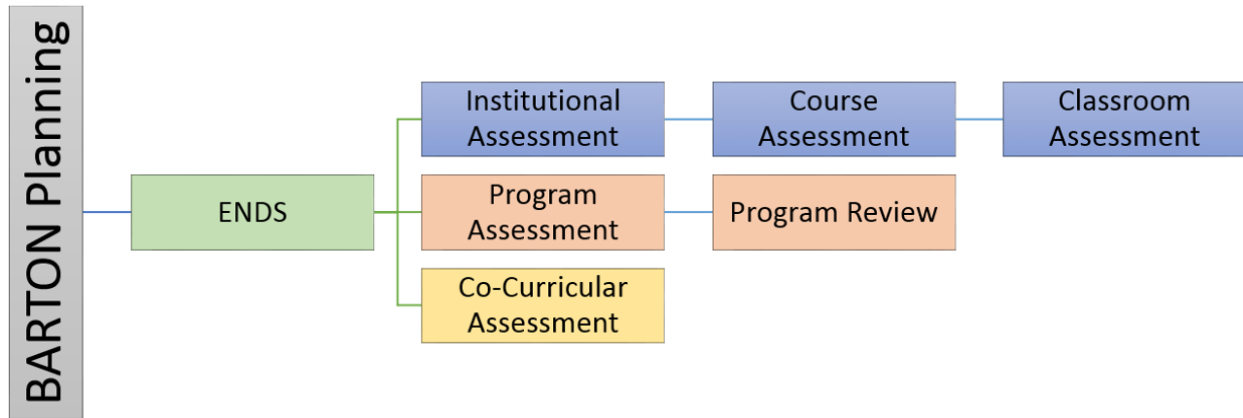 BARTON Planning
ENDS
Institutional
Assessment
Course
Assessment
Classroom
Assessment
Program
Assessment
Program Review
Co-Curricular
Assessment